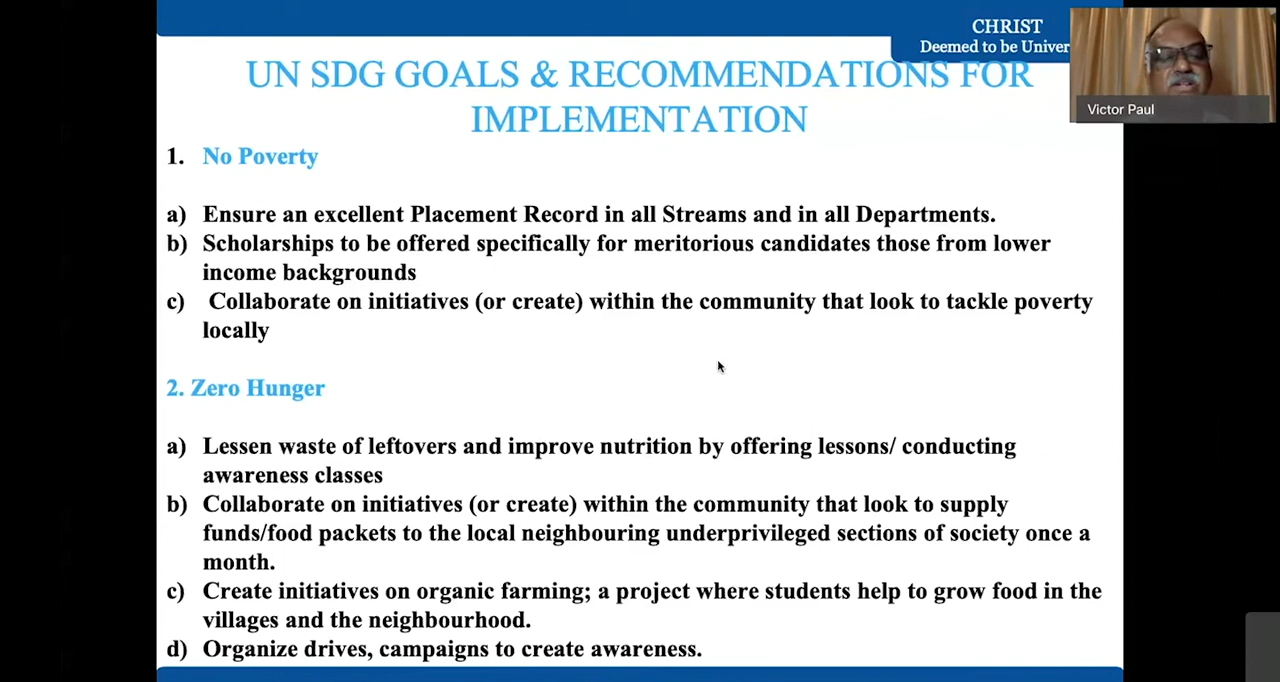 CHRIST
Deemed to be Univer
Victor Paul
UN SDG GOALS & RECOMMENDATIONS FOR
IMPLEMENTATION
1. No Poverty
a) Ensure an excellent Placement Record in all Streams and in all Departments.
b) Scholarships to be offered specifically for meritorious candidates those from lower
income backgrounds
c) Collaborate on initiatives (or create) within the community that look to tackle poverty
locally
2. Zero Hunger
a) Lessen waste of leftovers and improve nutrition by offering lessons/ conducting
awareness classes
b) Collaborate on initiatives (or create) within the community that look to supply
funds/food packets to the local neighbouring underprivileged sections of society once a
month.
c) Create initiatives on organic farming; a project where students help to grow food in the
villages and the neighbourhood.
d) Organize drives, campaigns to create awareness.